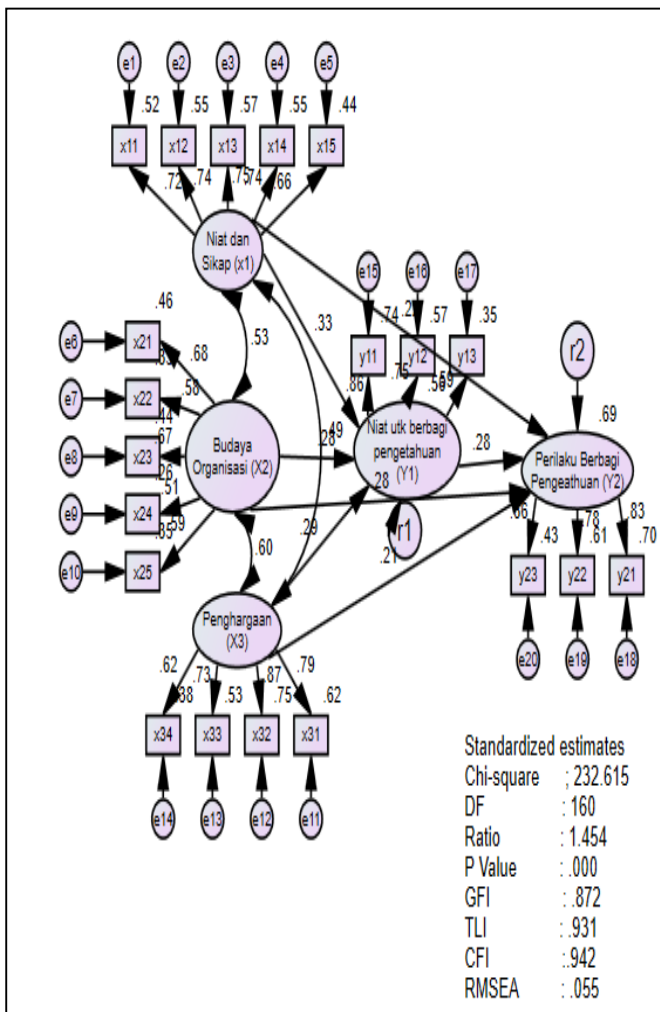 e1 e2 e3 e4 e5
.52 .55 .57 .55 .44
x11 x12 x13 x14 x15
.72 .74 .75 .74 .66
Niat dan
Sikap (x1)
e15 e16 e17
.46 .53 .33 .74 .57 .35
e6 x21 .68
y11 y12 y13
r2
e7 x22 .58
.86 .75 .59
.69
.44
e8 x23 .67
Budaya
Organisasi (X2)
.28 .49
Niat utk berbagi
pengetahuan
(Y1)
.28
Perilaku Berbagi
Pengeathuan (Y2)
.26
e9 x24 .51
.28
e10 x25 .59
.60 .29 .21 r1
.66 .78 .83
.43 .61 .70
y23 y22 y21
Penghargaan
(X3)
e20 e19 e18
.62 .73 .87 .79
.38 .53 .75 .62
x34 x33 x32 x31
e14 e13 e12 e11
Standardized estimates
Chi-square ; 232.615
DF : 160
Ratio : 1.454
P Value : .000
GFI : .872
TLI : .931
CFI : .942
RMSEA : .055